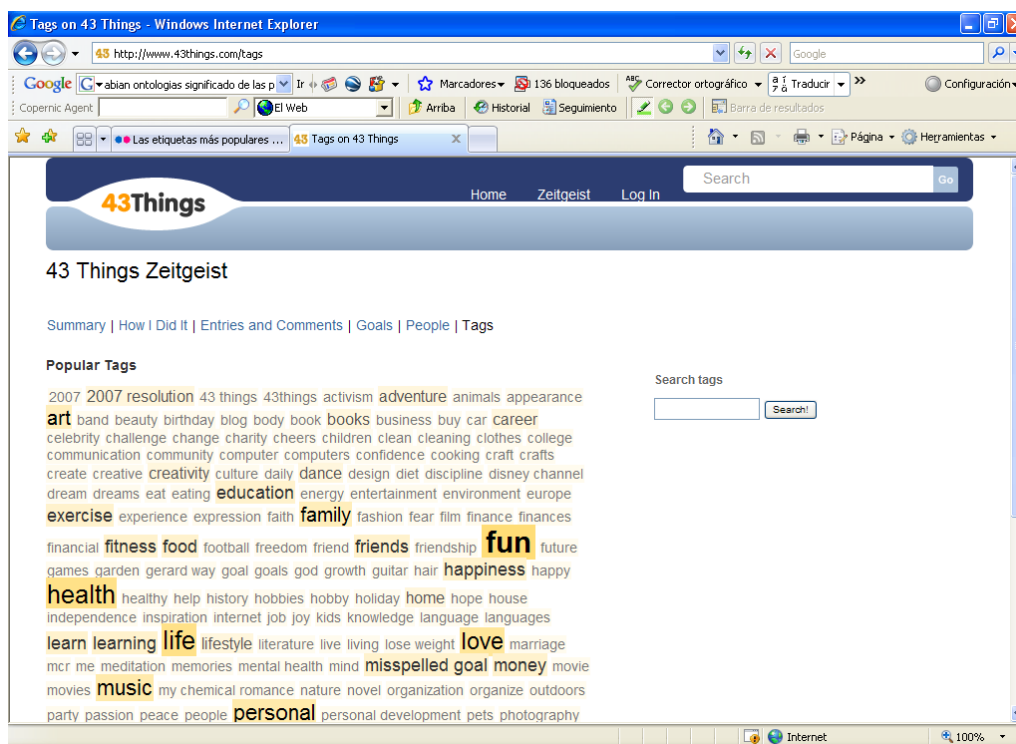 Tags on 43 Things - Windows Internet Explorer
43 http://www.43things.com/tags Google
Google G abian ontologias significado de las p Ir Marcadores 136 bloqueados ABC Corrector ortográfico Traducir » Configuración
Copernic Agent El Web Arriba Historial Seguimiento Barra de resultados
Las etiquetas más populares ... 43 Tags on 43 Things X Página Herramientas
43Things Home Zeitgeist Log In Search Go
43 Things Zeitgeist
Summary | How I Did It | Entries and Comments | Goals | People | Tags
Popular Tags
Search tags
Search!
2007 2007 resolution 43 things 43things activism adventure animals appearance
art band beauty birthday blog body book books business buy car career
celebrity challenge change charity cheers children clean cleaning clothes college
communication community computer computers confidence cooking craft crafts
create creative creativity culture daily dance design diet discipline disney channel
dream dreams eat eating education energy entertainment environment europe
exercise experience expression faith family fashion fear film finance finances
financial fitness food football freedom friend friends friendship fun future
games garden gerard way goal goals god growth guitar hair happiness happy
health healthy help history hobbies hobby holiday home hope house
independence inspiration internet job joy kids knowledge language languages
learn learning life lifestyle literature live living lose weight love marriage
mcr me meditation memories mental health mind misspelled goal money movie
movies music my chemical romance nature novel organization organize outdoors
party passion peace people personal personal development pets photography
Internet 100%